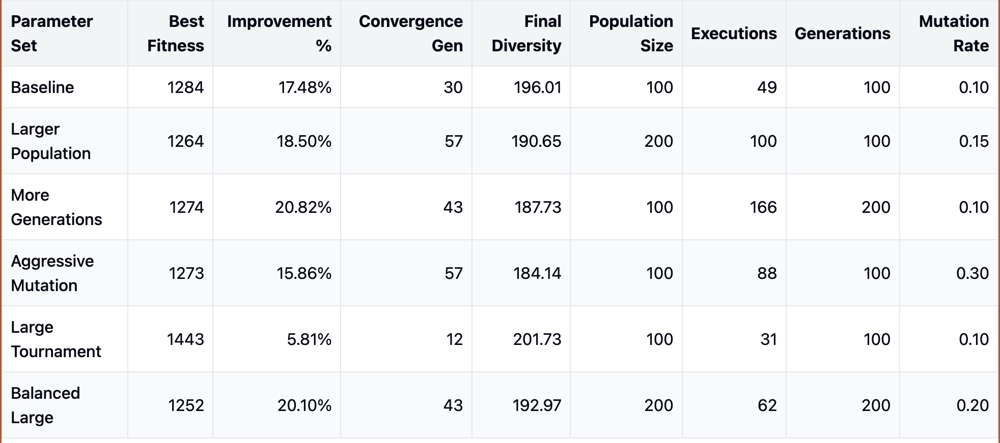 Parameter Set | Best Fitness | Improvement % | Convergence Gen | Final Diversity | Population Size | Executions | Generations | Mutation Rate
Baseline | 1284 | 17.48% | 30 | 196.01 | 100 | 49 | 100 | 0.10
Larger Population | 1264 | 18.50% | 57 | 190.65 | 200 | 100 | 100 | 0.15
More Generations | 1274 | 20.82% | 43 | 187.73 | 100 | 166 | 200 | 0.10
Aggressive Mutation | 1273 | 15.86% | 57 | 184.14 | 100 | 88 | 100 | 0.30
Large Tournament | 1443 | 5.81% | 12 | 201.73 | 100 | 31 | 100 | 0.10
Balanced Large | 1252 | 20.10% | 43 | 192.97 | 200 | 62 | 200 | 0.20